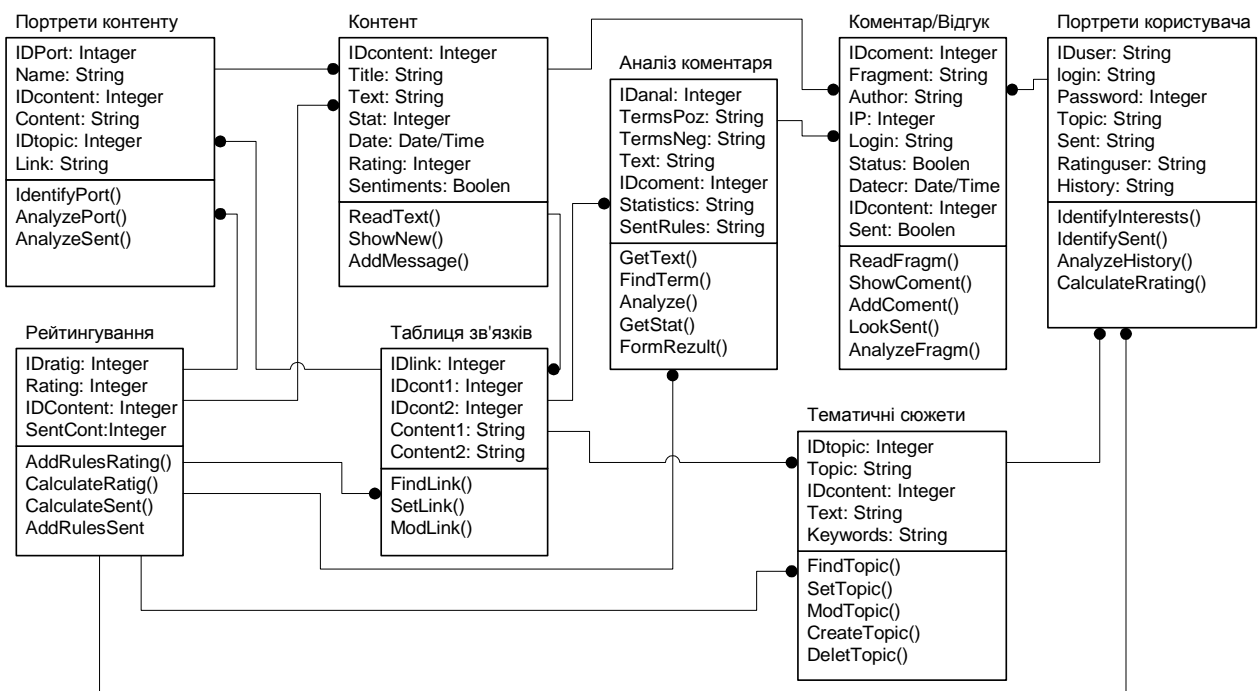 Портрети контенту
IDPort: Intager
Name: String
IDcontent: Integer
Content: String
IDtopic: Integer
Link: String
IdentifyPort()
AnalyzePort()
AnalyzeSent()
Контент
IDcontent: Integer
Title: String
Text: String
Stat: Integer
Date: Date/Time
Rating: Integer
Sentiments: Boolen
ReadText()
ShowNew()
AddMessage()
Аналіз коментаря
IDanal: Integer
TermsPoz: String
TermsNeg: String
Text: String
IDcoment: Integer
Statistics: String
SentRules: String
GetText()
FindTerm()
Analyze()
GetStat()
FormRezult()
Коментар/Відгук
IDcoment: Integer
Fragment: String
Author: String
IP: Integer
Login: String
Status: Boolen
Datecr: Date/Time
IDcontent: Integer
Sent: Boolen
ReadFragm()
ShowComent()
AddComent()
LookSent()
AnalyzeFragm()
Портрети користувача
IDuser: String
login: String
Password: Integer
Topic: String
Sent: String
Ratinguser: String
History: String
IdentifyInterests()
IdentifySent()
AnalyzeHistory()
CalculateRrating()
Рейтингування
IDratig: Integer
Rating: Integer
IDContent: Integer
SentCont:Integer
AddRulesRating()
CalculateRatig()
CalculateSent()
AddRulesSent
Таблиця зв'язків
IDlink: Integer
IDcont1: Integer
IDcont2: Integer
Content1: String
Content2: String
FindLink()
SetLink()
ModLink()
Тематичні сюжети
IDtopic: Integer
Topic: String
IDcontent: Integer
Text: String
Keywords: String
FindTopic()
SetTopic()
ModTopic()
CreateTopic()
DeletTopic()